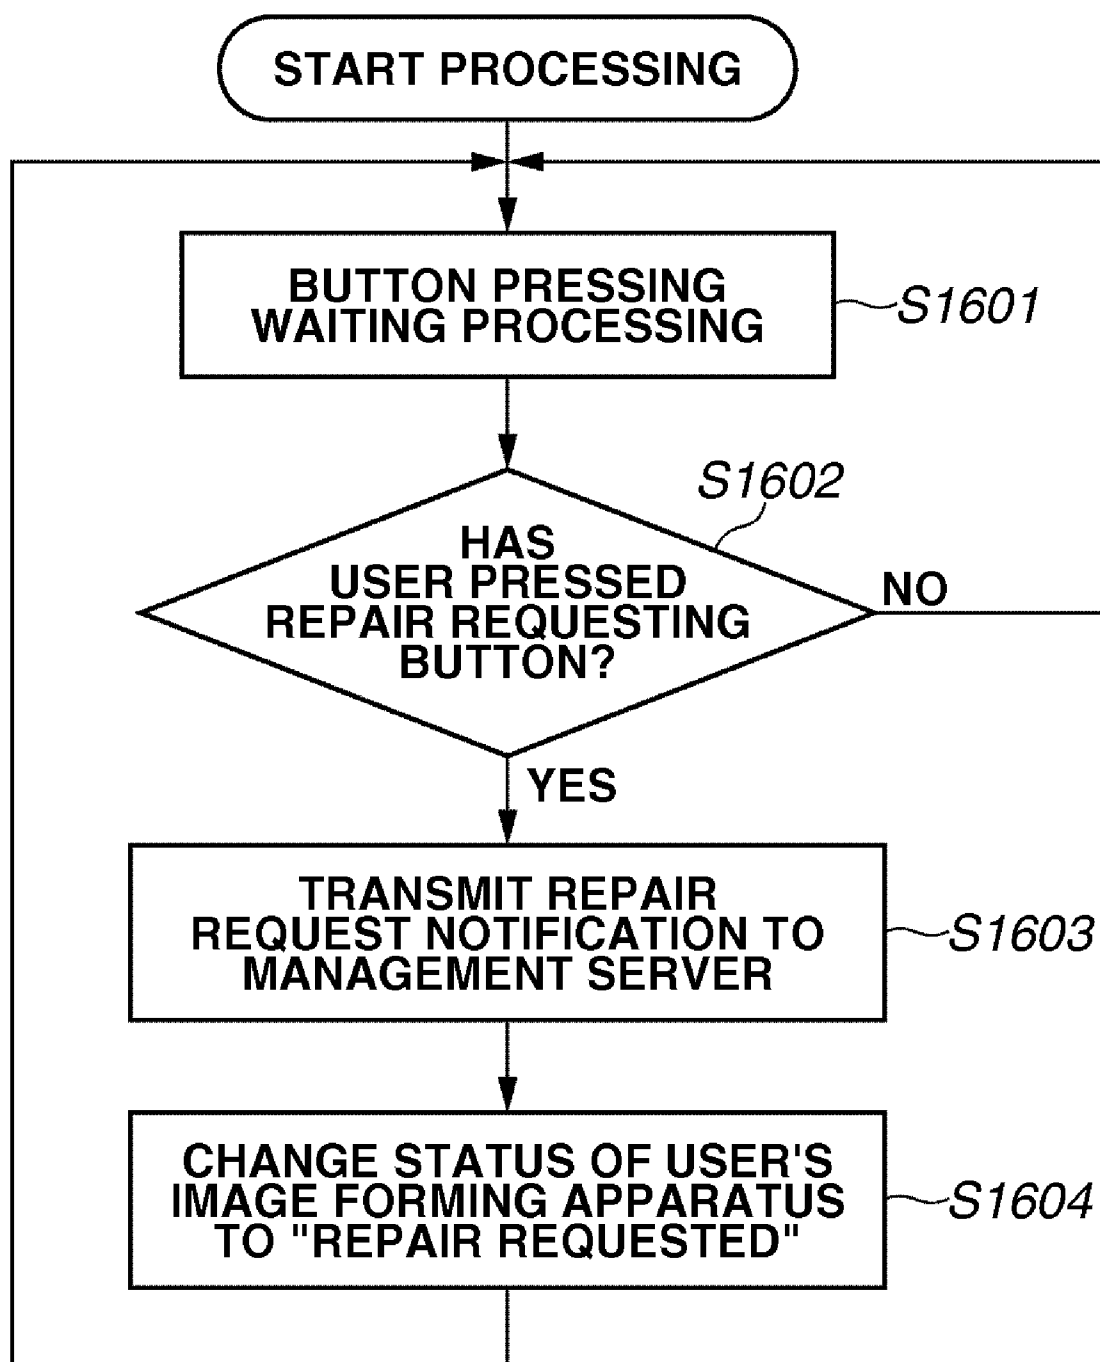 START PROCESSING
BUTTON PRESSING
WAITING PROCESSING
S1601
S1602
HAS
USER PRESSED
REPAIR REQUESTING
BUTTON?
NO
YES
TRANSMIT REPAIR
REQUEST NOTIFICATION TO
MANAGEMENT SERVER
S1603
CHANGE STATUS OF USER'S
IMAGE FORMING APPARATUS
TO "REPAIR REQUESTED"
S1604